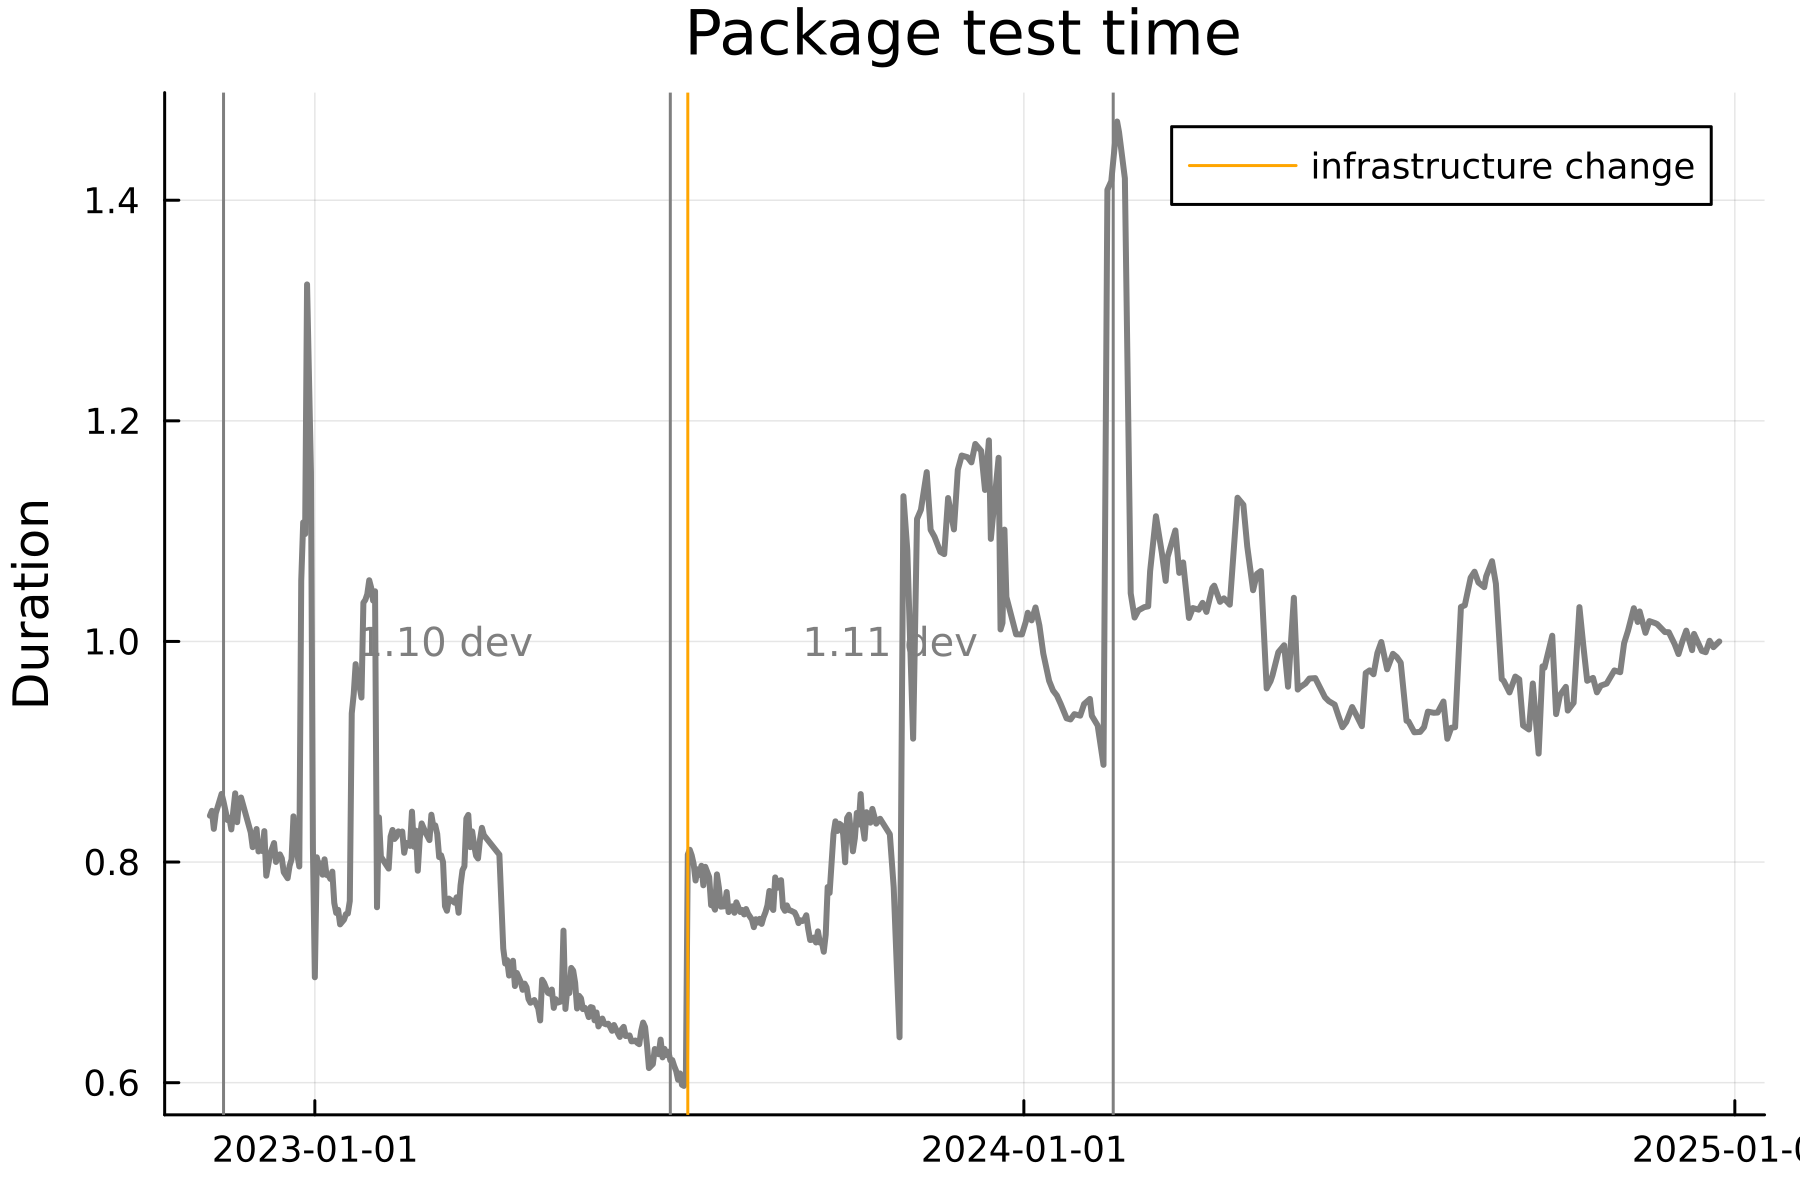 Package test time
infrastructure change
Duration
1.4
1.2
1.0
0.8
0.6
1.10 dev
1.11 dev
2023-01-01
2024-01-01
2025-01-0